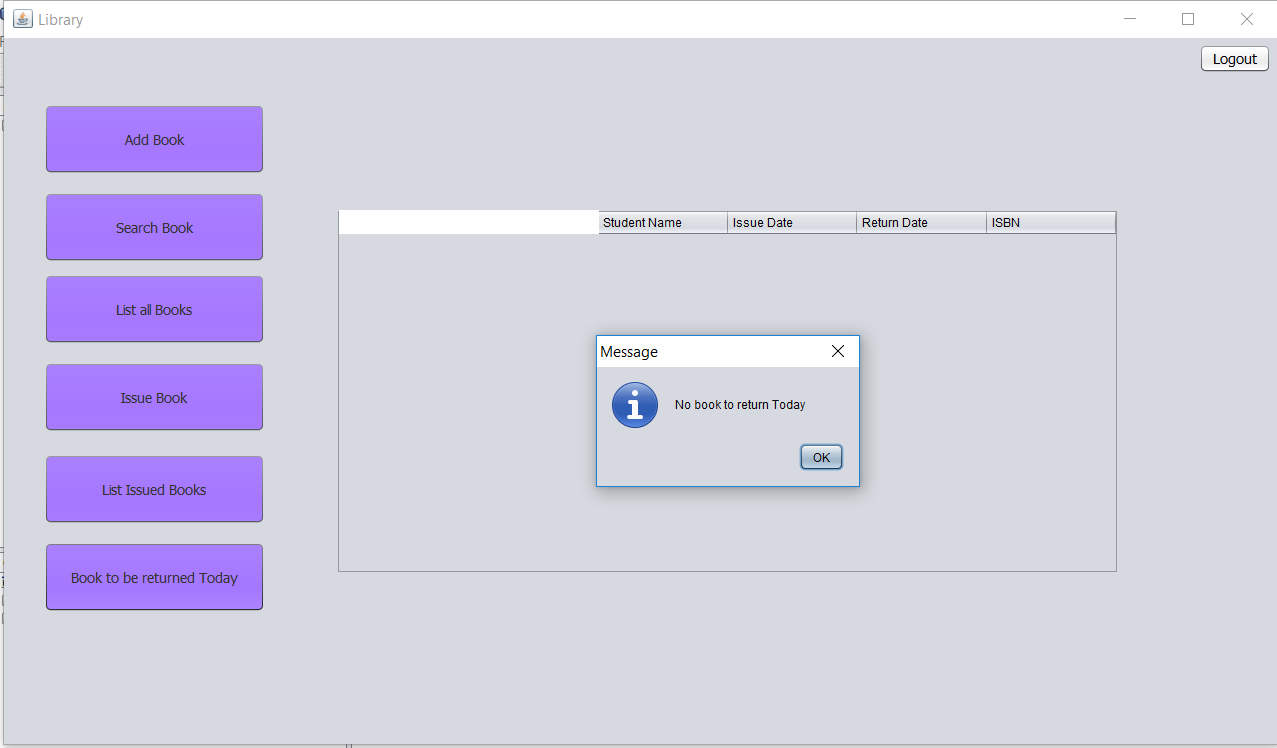 Library
Logout
Add Book
Search Book
List all Books
Issue Book
List Issued Books
Book to be returned Today
Student Name Issue Date Return Date ISBN
Message
No book to return Today
OK